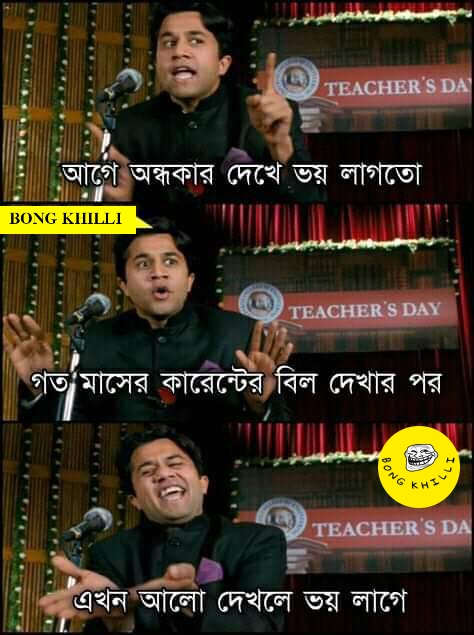 TEACHER'S DA
আগে অন্ধকার দেখে ভয় লাগতো
BONG KHILLI
TEACHER'S DAY
গত মাসের কারেন্টের বিল দেখার পর
BONG KHILLI
TEACHER'S DA
এখন আলো দেখলে ভয় লাগে